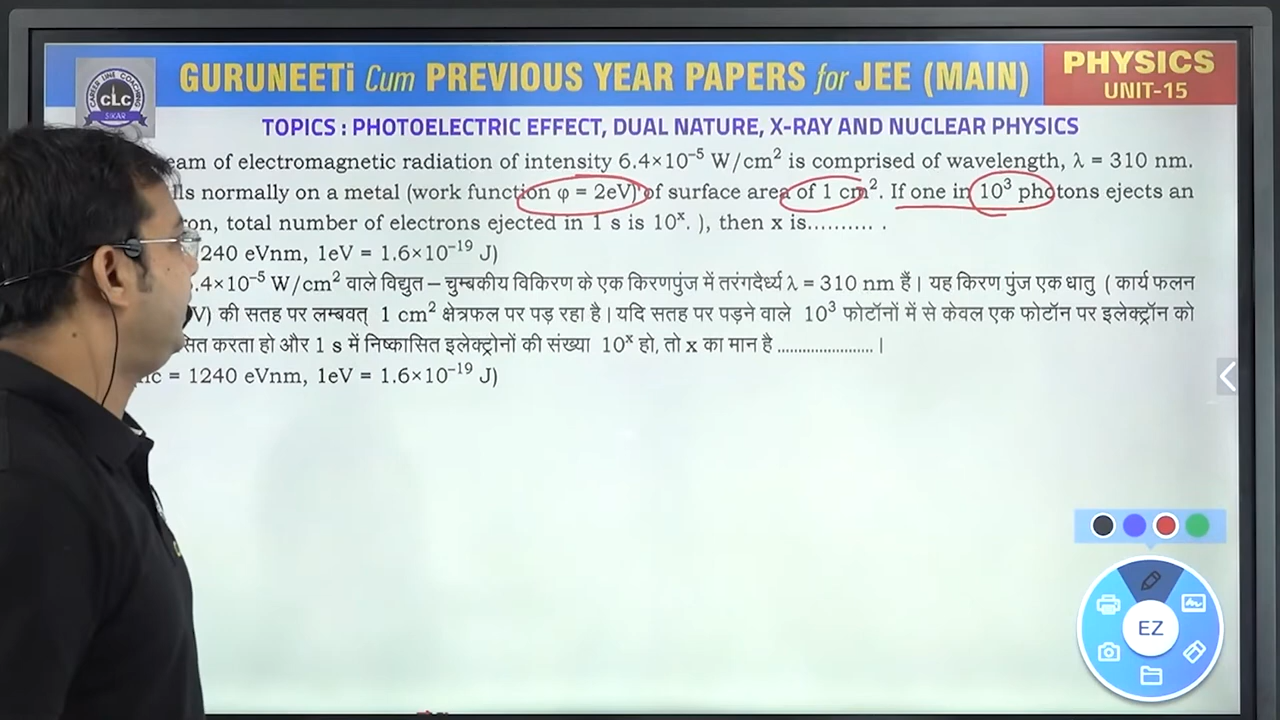 GURUNEETi Cum PREVIOUS YEAR PAPERS for JEE (MAIN)
PHYSICS
UNIT-15
CLC
SIKAR
TOPICS : PHOTOELECTRIC EFFECT, DUAL NATURE, X-RAY AND NUCLEAR PHYSICS
eam of electromagnetic radiation of intensity 6.4×10⁻⁵ W/cm² is comprised of wavelength, λ = 310 nm.
lls normally on a metal (work function φ = 2eV) of surface area of 1 cm². If one in 10³ photons ejects an
on, total number of electrons ejected in 1 s is 10ˣ. ), then x is.......... .
240 eVnm, 1eV = 1.6×10⁻¹⁹ J)
.4×10⁻⁵ W/cm² वाले विद्युत – चुम्बकीय विकिरण के एक किरणपुंज में तरंगदैर्ध्य λ = 310 nm हैं। यह किरण पुंज एक धातु ( कार्य फलन
V) की सतह पर लम्बवत् 1 cm² क्षेत्रफल पर पड़ रहा है। यदि सतह पर पड़ने वाले 10³ फोटॉनों में से केवल एक फोटॉन पर इलेक्ट्रॉन को
सित करता हो और 1 s में निष्कासित इलेक्ट्रोनों की संख्या 10ˣ हो, तो x का मान है ....................... |
hc = 1240 eVnm, 1eV = 1.6×10⁻¹⁹ J)
EZ